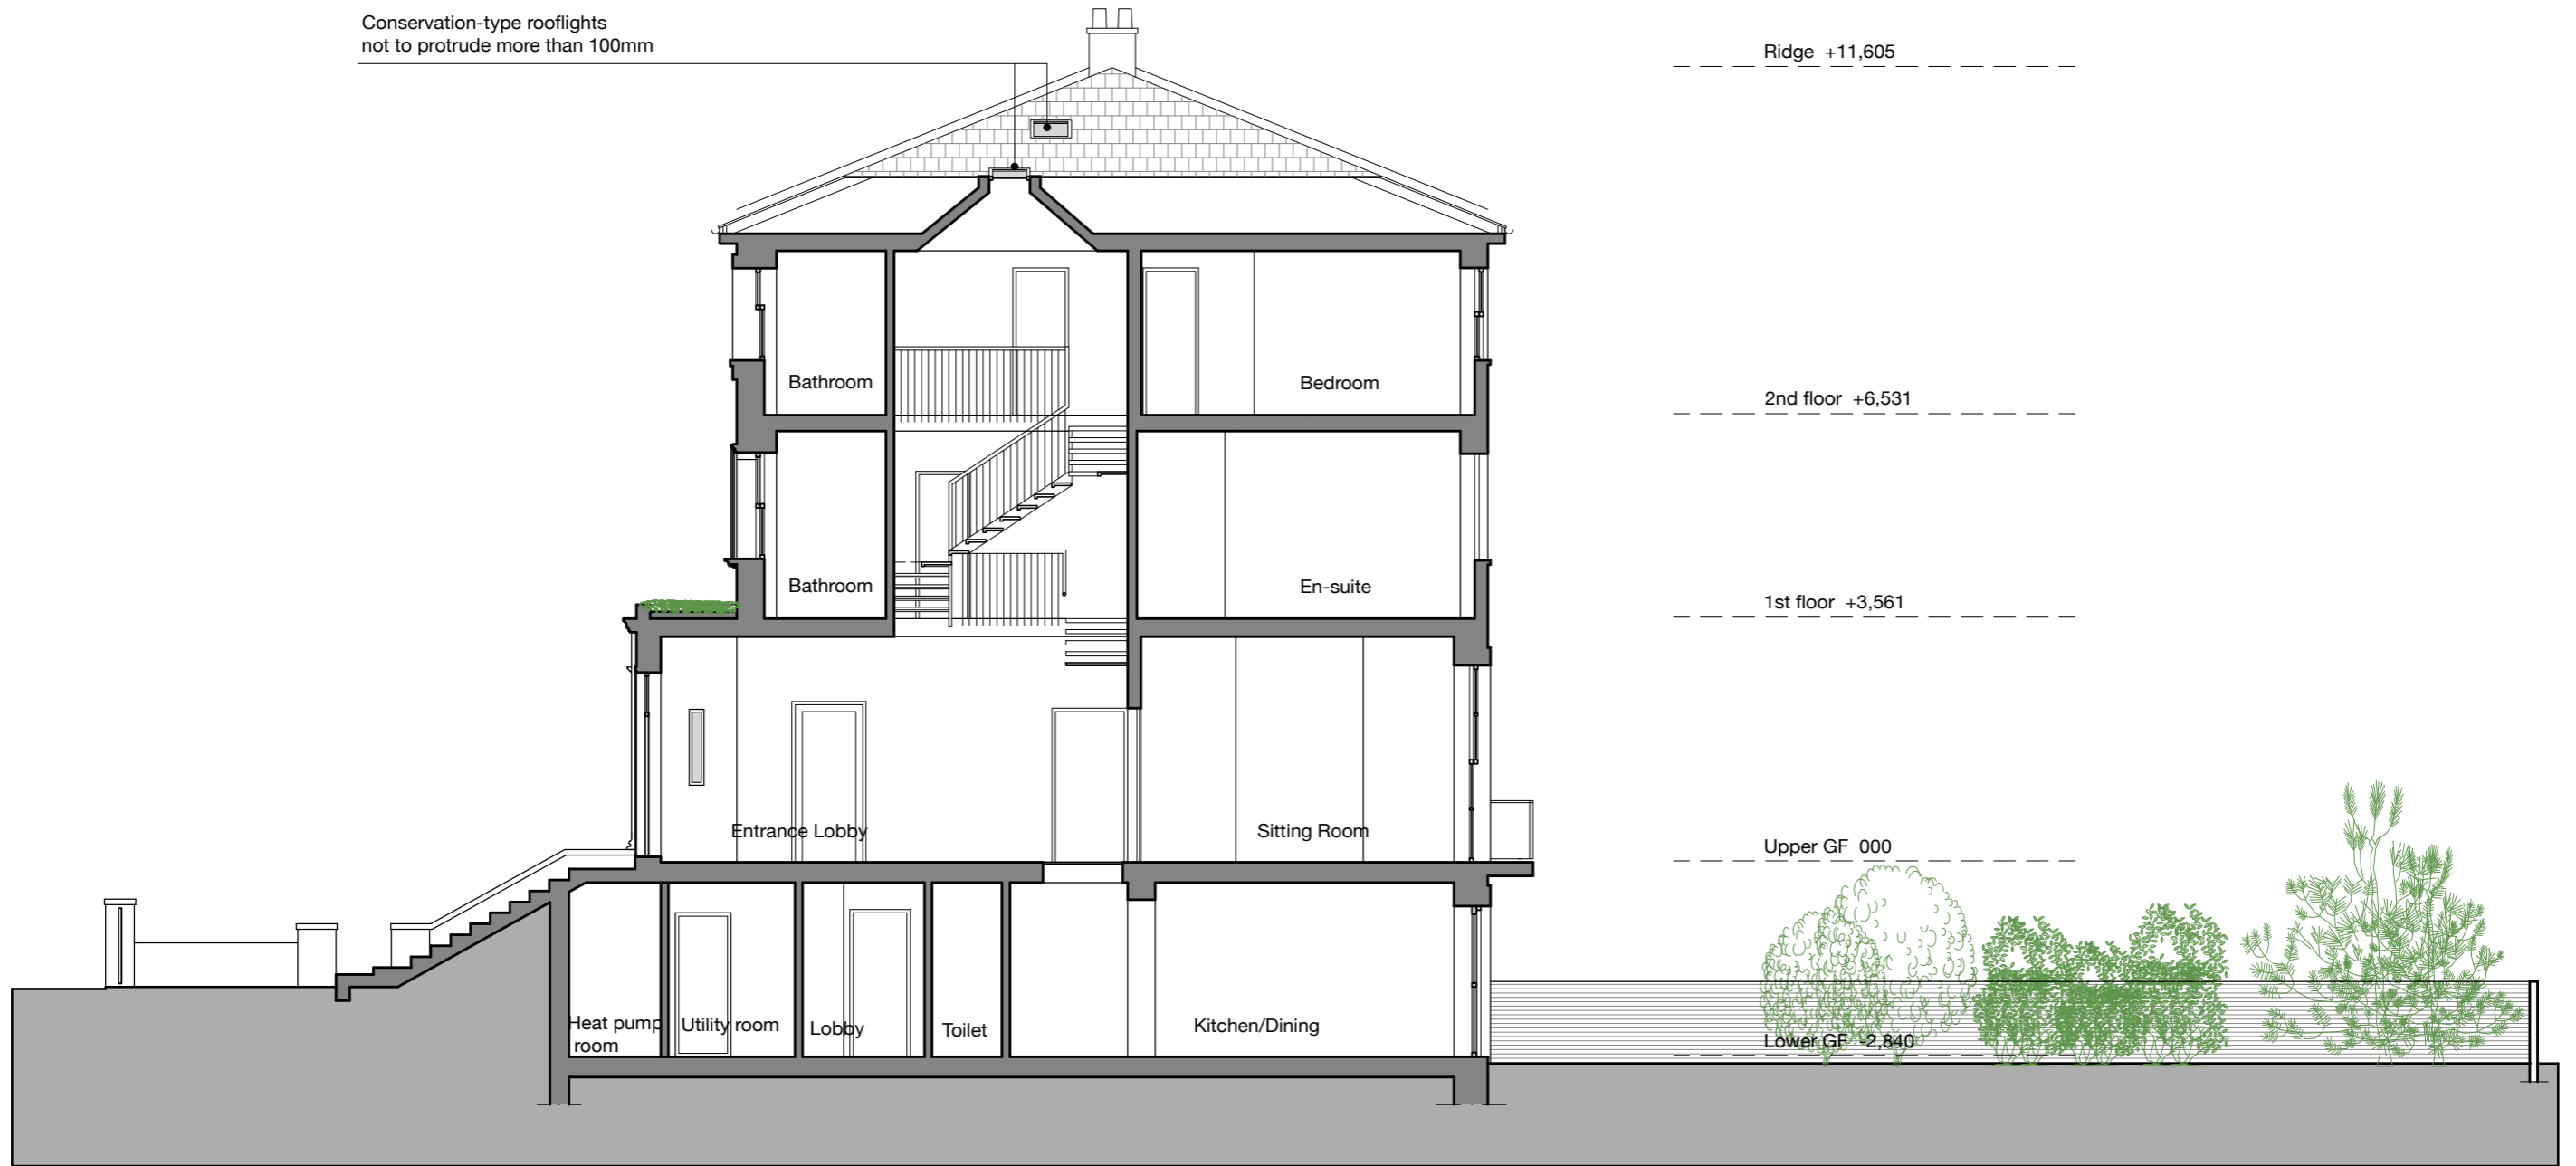 Conservation-type rooflights
not to protrude more than 100mm
Ridge +11,605
2nd floor +6,531
Bathroom
Bedroom
1st floor +3,561
Bathroom
En-suite
Upper GF 000
Entrance Lobby
Sitting Room
Lower GF -2,840
Heat pump
room
Utility room
Lobby
Toilet
Kitchen/Dining